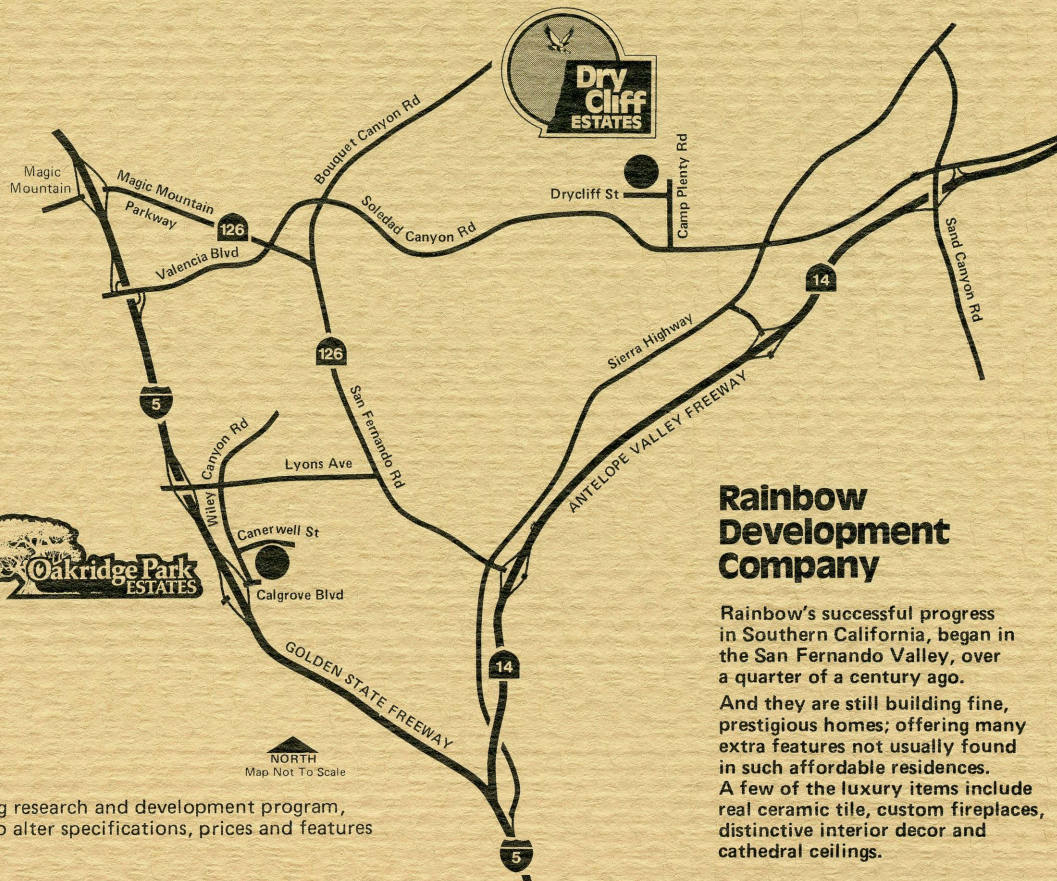 Dry
Cliff
ESTATES
Bouquet Canyon Rd
Camp Plenty Rd
Magic
Mountain
Magic Mountain
Parkway
126
Drycliff St
Soledad Canyon Rd
Valencia Blvd
Sand Canyon Rd
14
Sierra Highway
126
5
San Fernando Rd
ANTELOPE VALLEY FREEWAY
Wiley Canyon Rd
Lyons Ave
Canerwell St
Oakridge Park
ESTATES
Calgrove Blvd
GOLDEN STATE FREEWAY
14
NORTH
Map Not To Scale
5
g research and development program,
o alter specifications, prices and features
Rainbow
Development
Company
Rainbow's successful progress
in Southern California, began in
the San Fernando Valley, over
a quarter of a century ago.
And they are still building fine,
prestigious homes; offering many
extra features not usually found
in such affordable residences.
A few of the luxury items include
real ceramic tile, custom fireplaces,
distinctive interior decor and
cathedral ceilings.